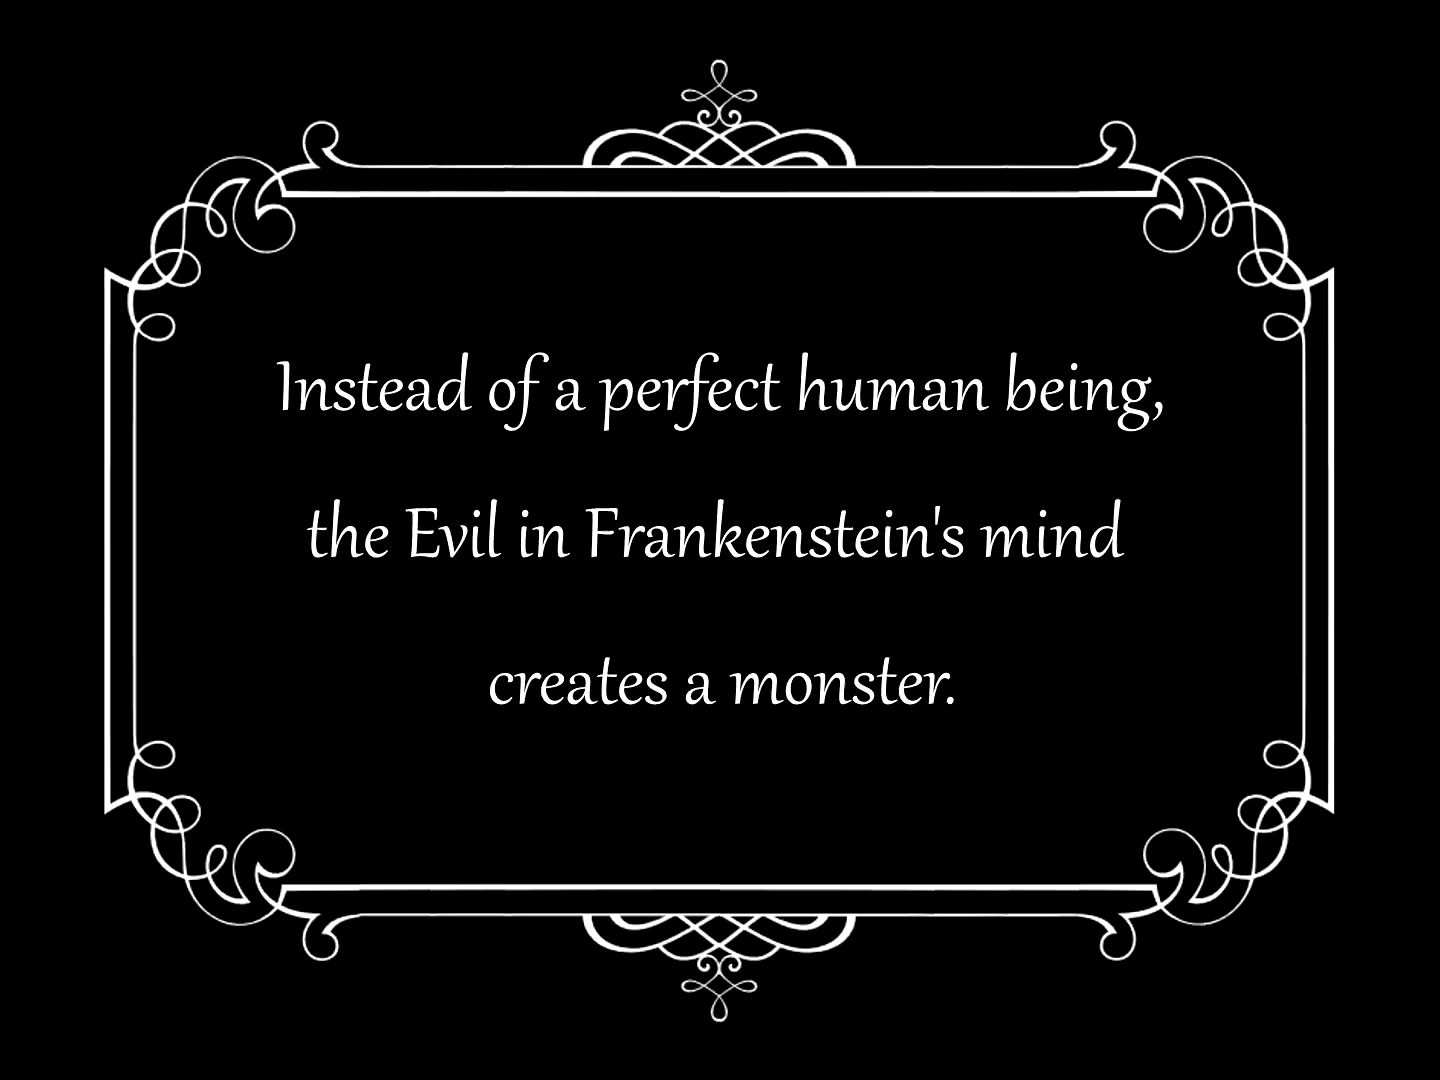 Instead of a perfect human being,
the Evil in Frankenstein's mind
creates a monster.